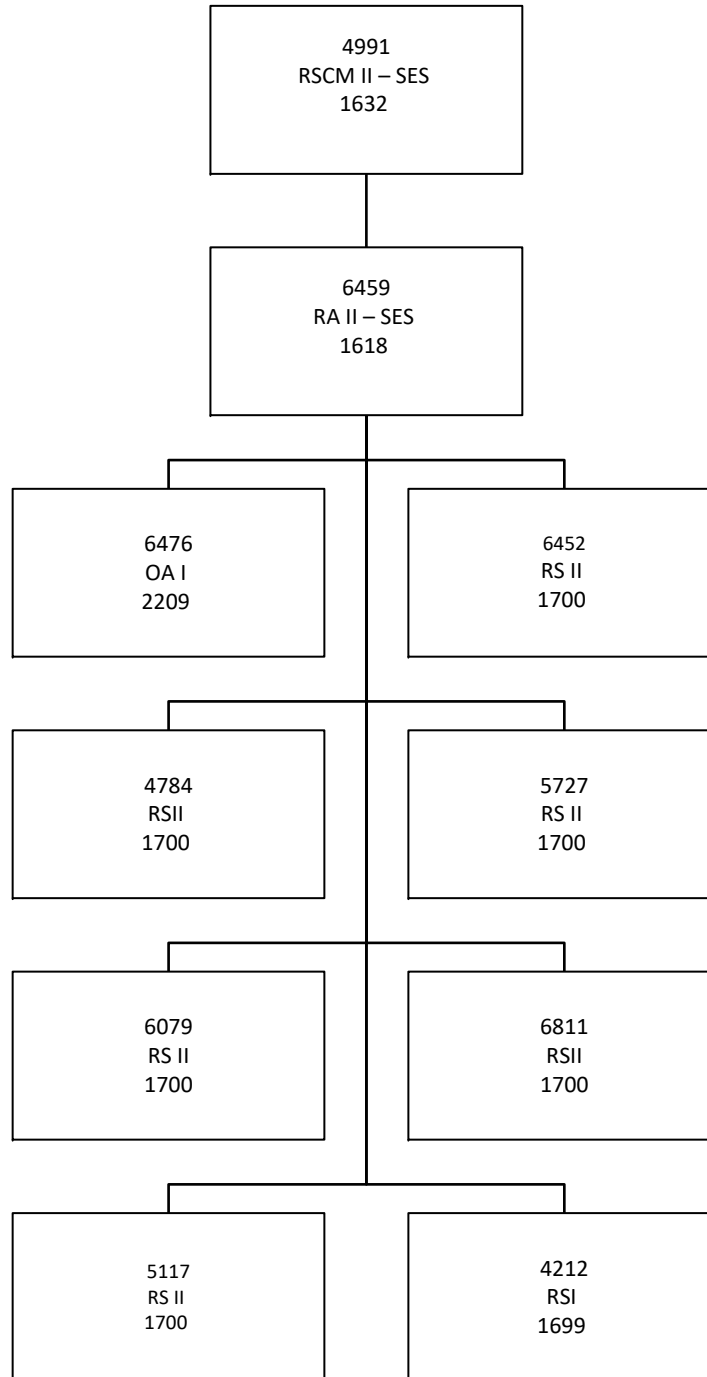 4991
RSCM II – SES
1632
6459
RA II – SES
1618
6476
OA I
2209
6452
RS II
1700
4784
RSII
1700
5727
RS II
1700
6079
RS II
1700
6811
RSII
1700
5117
RS II
1700
4212
RSI
1699